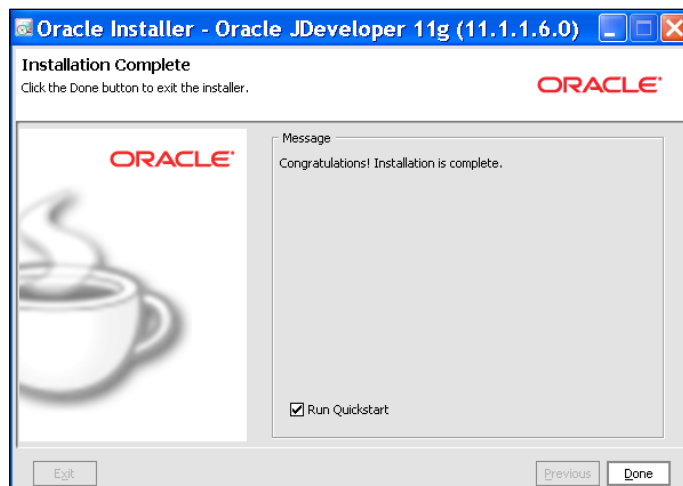 Oracle Installer - Oracle JDeveloper 11g (11.1.1.6.0)
Installation Complete
Click the Done button to exit the installer.
ORACLE
ORACLE
Message
Congratulations! Installation is complete.
Run Quickstart
Exit
Previous
Done